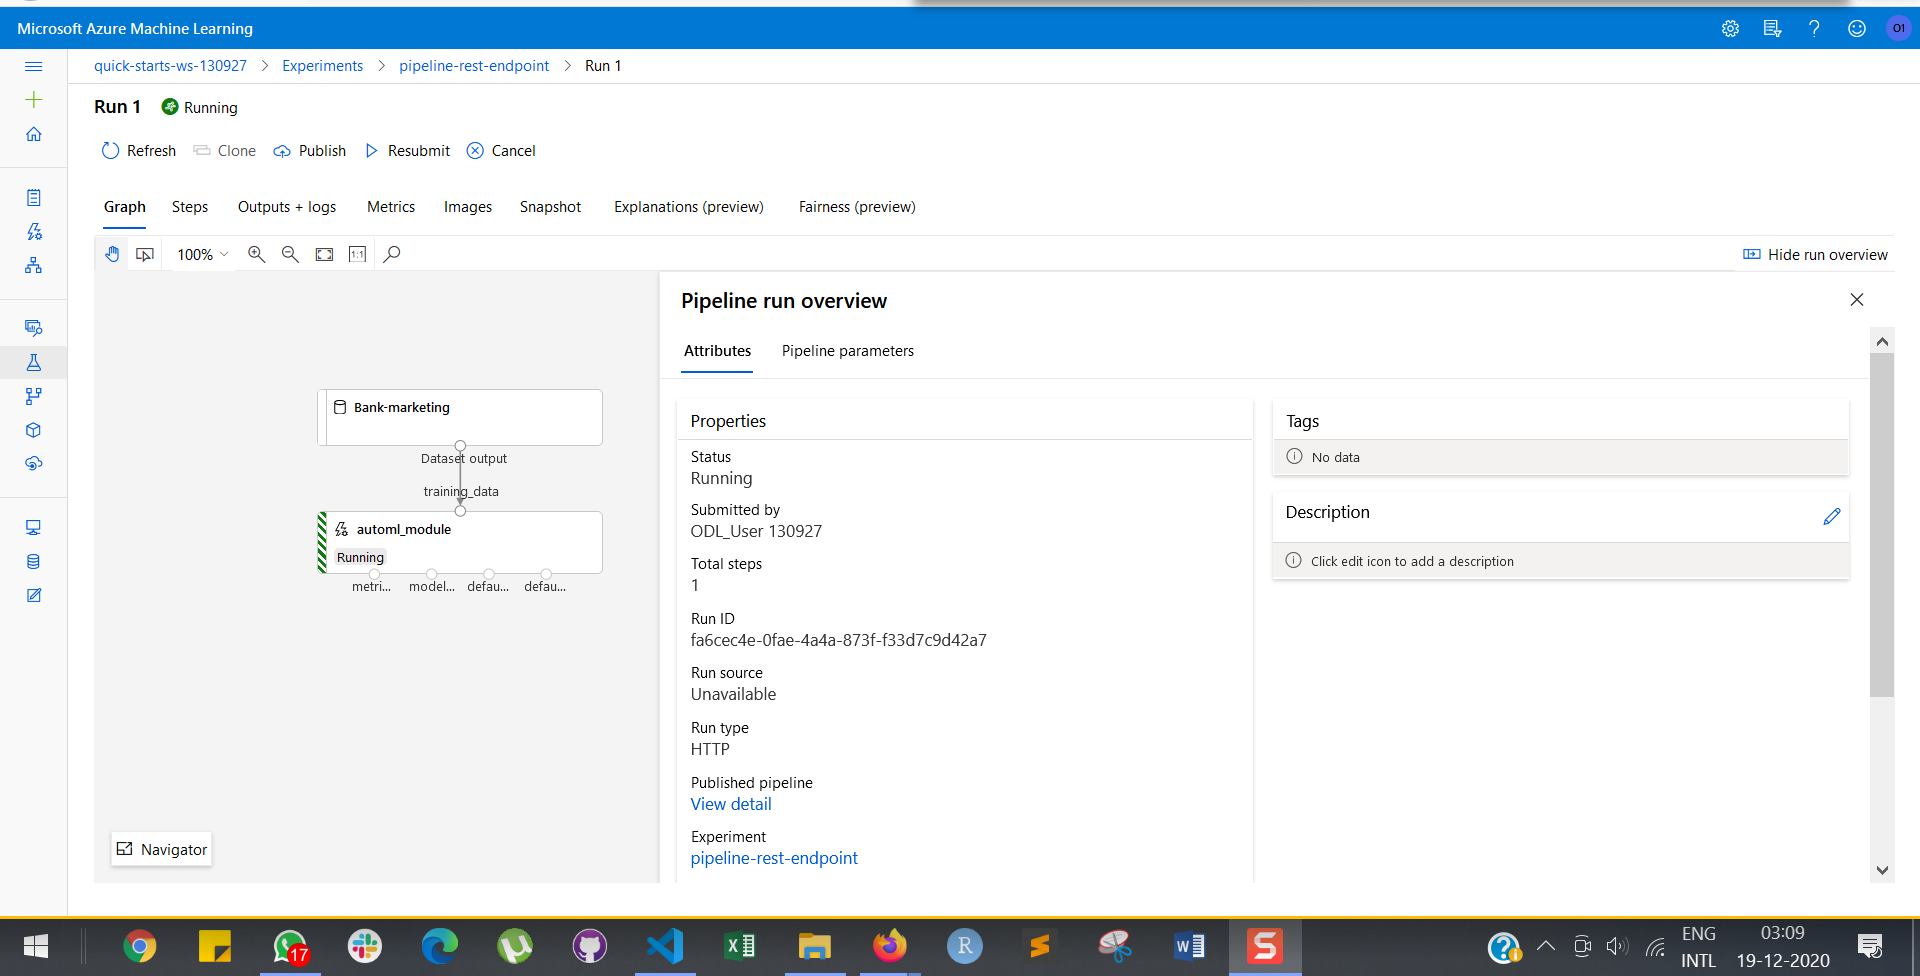 Microsoft Azure Machine Learning
O1
quick-starts-ws-130927 > Experiments > pipeline-rest-endpoint > Run 1
Run 1 Running
Refresh Clone Publish Resubmit Cancel
Graph Steps Outputs + logs Metrics Images Snapshot Explanations (preview) Fairness (preview)
100% 1:1 Hide run overview
Bank-marketing
Dataset output
training_data
automl_module
Running
metri... model... defau... defau...
Navigator
Pipeline run overview
Attributes Pipeline parameters
Properties
Status
Running
Submitted by
ODL_User 130927
Total steps
1
Run ID
fa6cec4e-0fae-4a4a-873f-f33d7c9d42a7
Run source
Unavailable
Run type
HTTP
Published pipeline
View detail
Experiment
pipeline-rest-endpoint
Tags
No data
Description
Click edit icon to add a description
17
R
S
ENG
INTL
03:09
19-12-2020